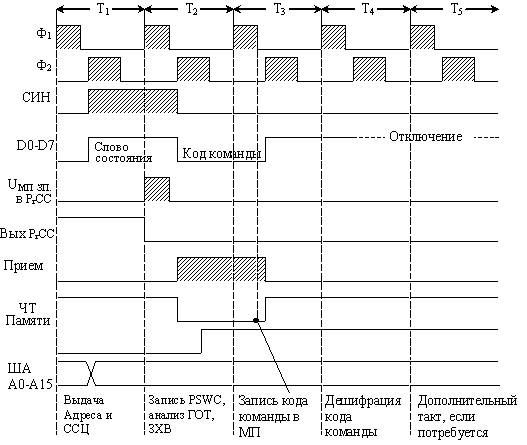 T1 T2 T3 T4 T5
Ф1
Ф2
СИН
D0-D7
Слово
состояния
Код команды
Отключение
UМП ЗП.
в РгСС
Вых РгСС
Прием
ЧТ
Памяти
ША
А0-А15
Выдача
Адреса и
ССЦ
Запись PSWC,
анализ ГОТ,
ЗХВ
Запись кода
команды в
МП
Дешифрация
кода
команды
Дополнительный
такт, если
потребуется